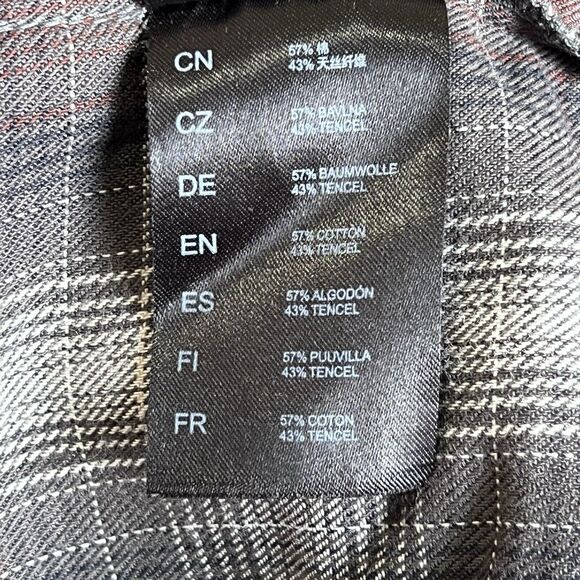 CN 57% 棉
43% 天丝纤维
CZ 57% BAVLNA
43% TENCEL
DE 57% BAUMWOLLE
43% TENCEL
EN 57% COTTON
43% TENCEL
ES 57% ALGODÓN
43% TENCEL
FI 57% PUUVILLA
43% TENCEL
FR 57% COTON
43% TENCEL